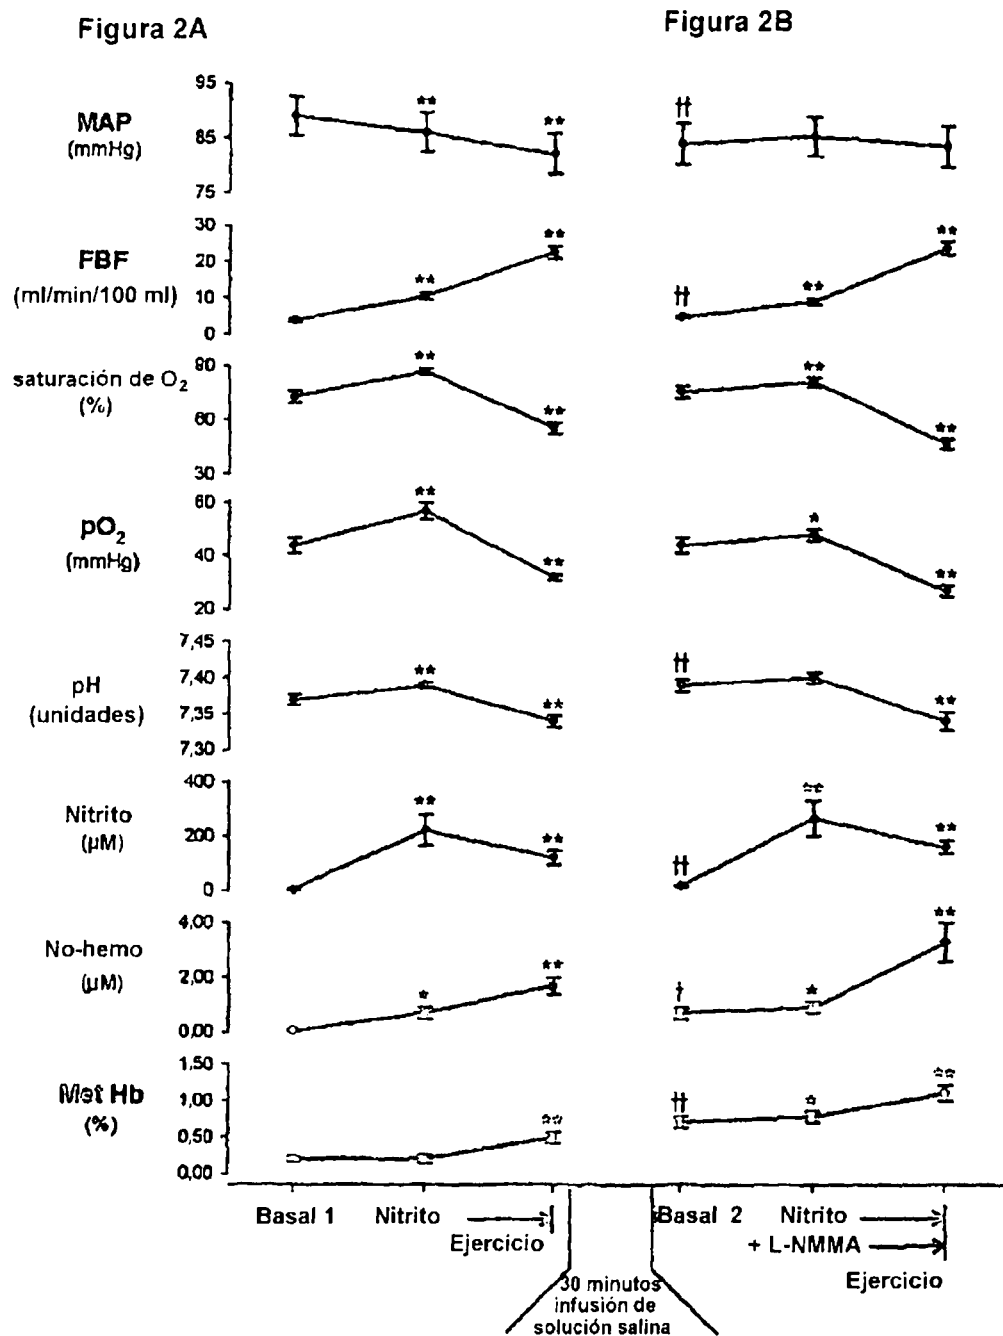 Figura 2A
Figura 2B
MAP
(mmHg)
95
85
75
**
**
††
FBF
(ml/min/100 ml)
30
20
10
0
**
**
††
**
**
saturación de O₂
(%)
90
60
30
**
**
**
**
pO₂
(mmHg)
60
40
20
**
**
*
**
pH
(unidades)
7,45
7,40
7,35
7,30
**
**
††
**
Nitrito
(µM)
400
200
0
**
**
††
**
**
No-hemo
(µM)
4,00
2,00
0,00
*
**
†
*
**
Met Hb
(%)
1,50
1,00
0,50
0,00
**
††
*
**
Basal 1
Nitrito
Ejercicio
Basal 2
Nitrito
+ L-NMMA
Ejercicio
30 minutos
infusión de
solución salina